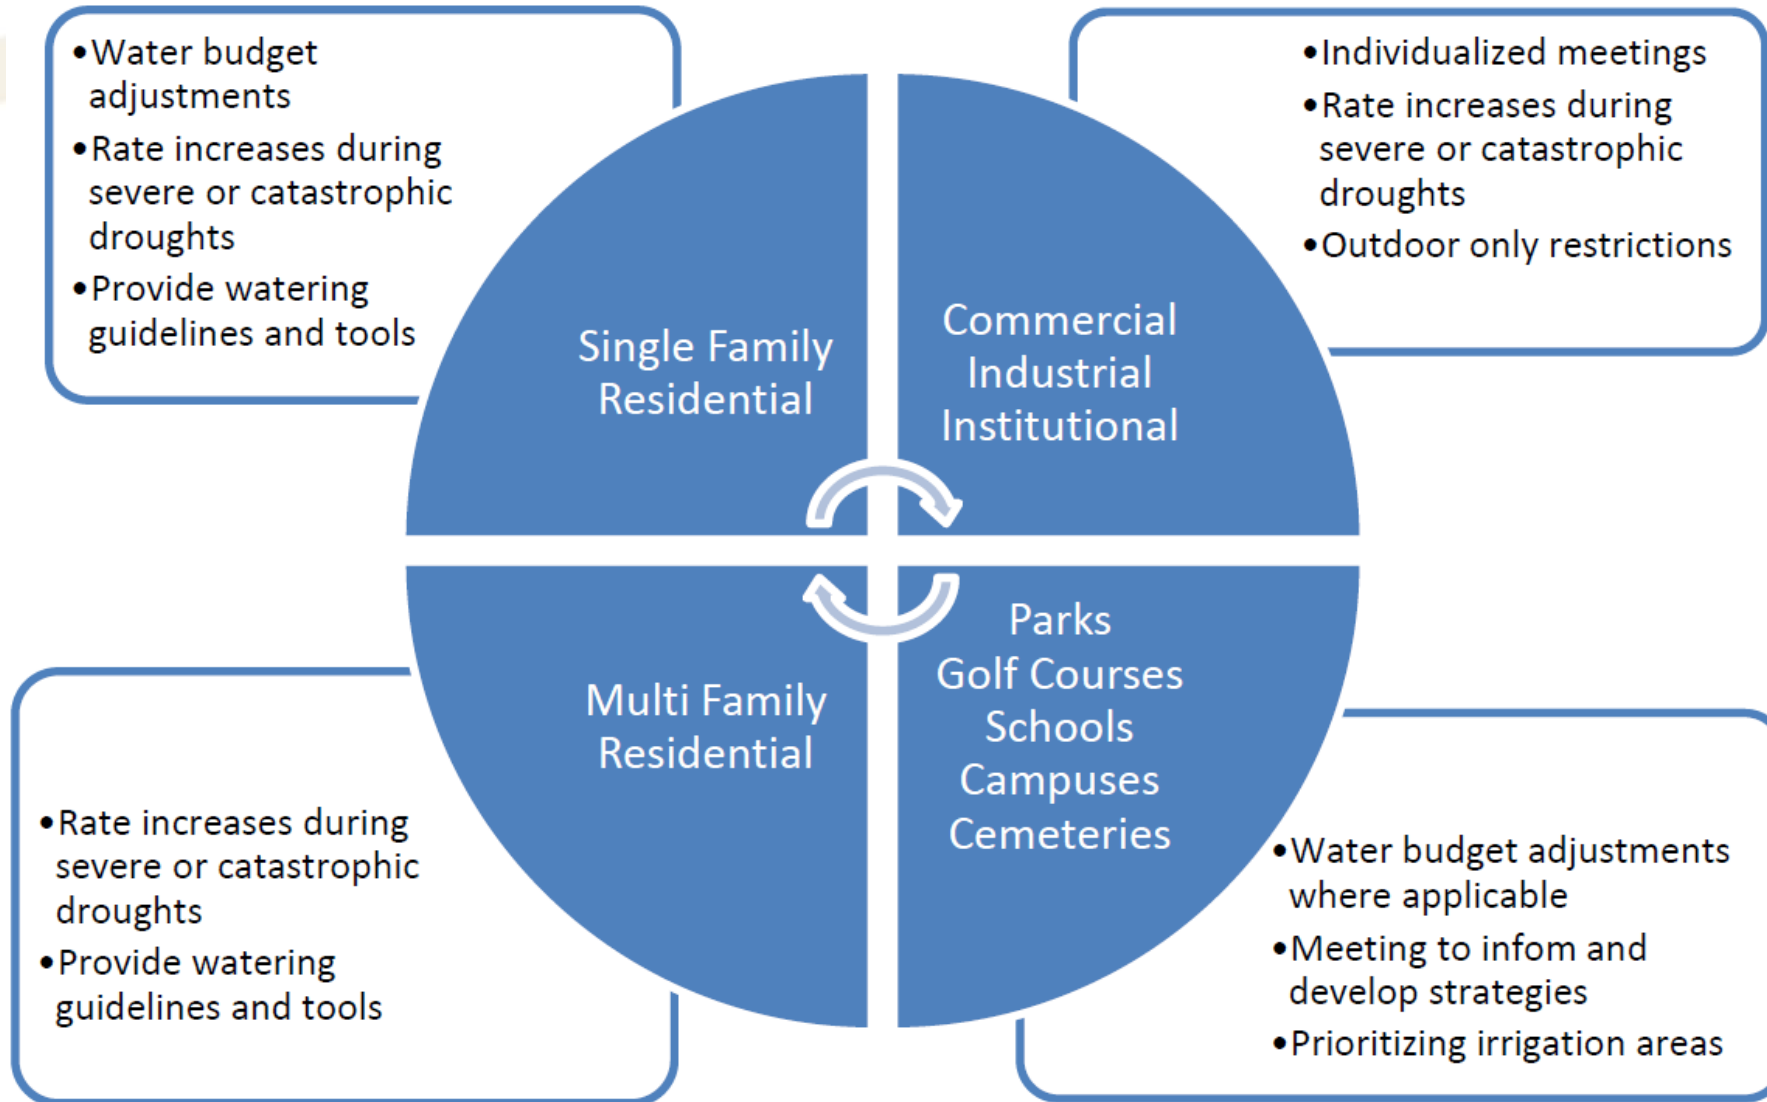 •Water budget
adjustments
•Rate increases during
severe or catastrophic
droughts
•Provide watering
guidelines and tools
Single Family
Residential
•Individualized meetings
•Rate increases during
severe or catastrophic
droughts
•Outdoor only restrictions
Commercial
Industrial
Institutional
Multi Family
Residential
•Rate increases during
severe or catastrophic
droughts
•Provide watering
guidelines and tools
Parks
Golf Courses
Schools
Campuses
Cemeteries
•Water budget adjustments
where applicable
•Meeting to infom and
develop strategies
•Prioritizing irrigation areas